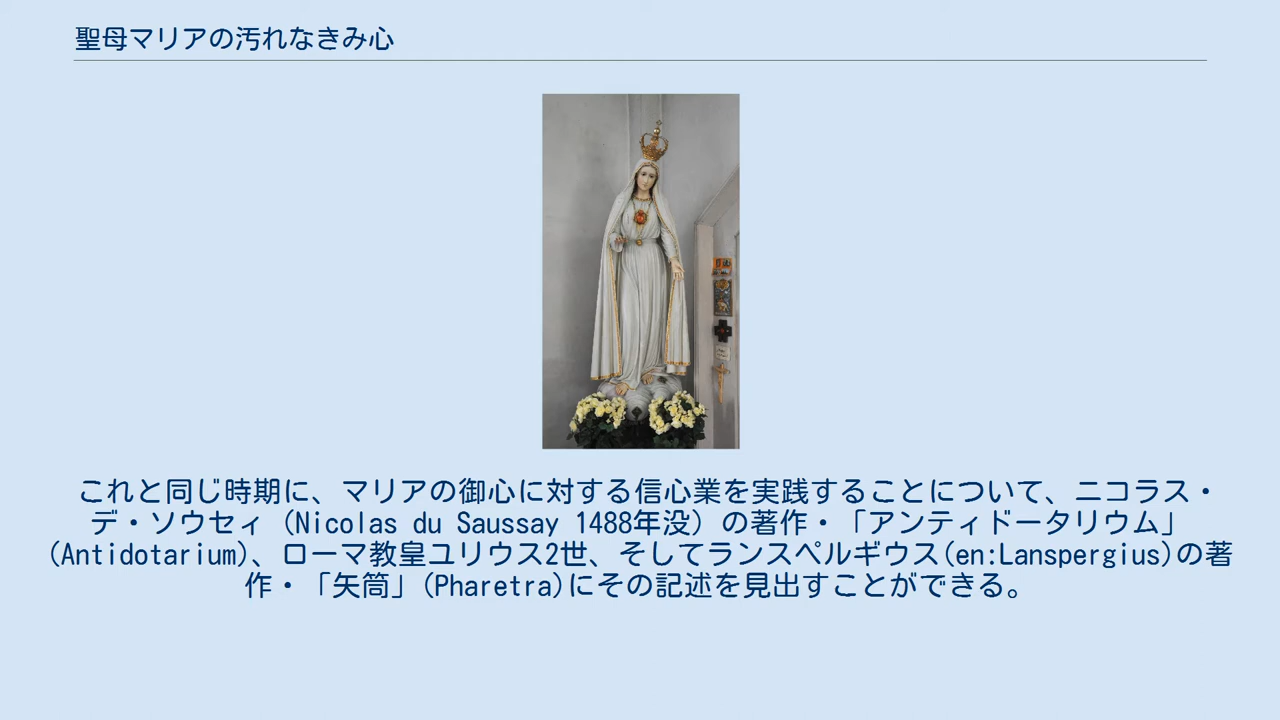 聖母マリアの汚れなきみ心
これと同じ時期に、マリアの御心に対する信心業を実践することについて、ニコラス・
デ・ソウセィ（Nicolas du Saussay 1488年没）の著作・「アンティドータリウム」
(Antidotarium)、ローマ教皇ユリウス2世、そしてランスペルギウス(en:Lanspergius)の著
作・「矢筒」(Pharetra)にその記述を見出すことができる。